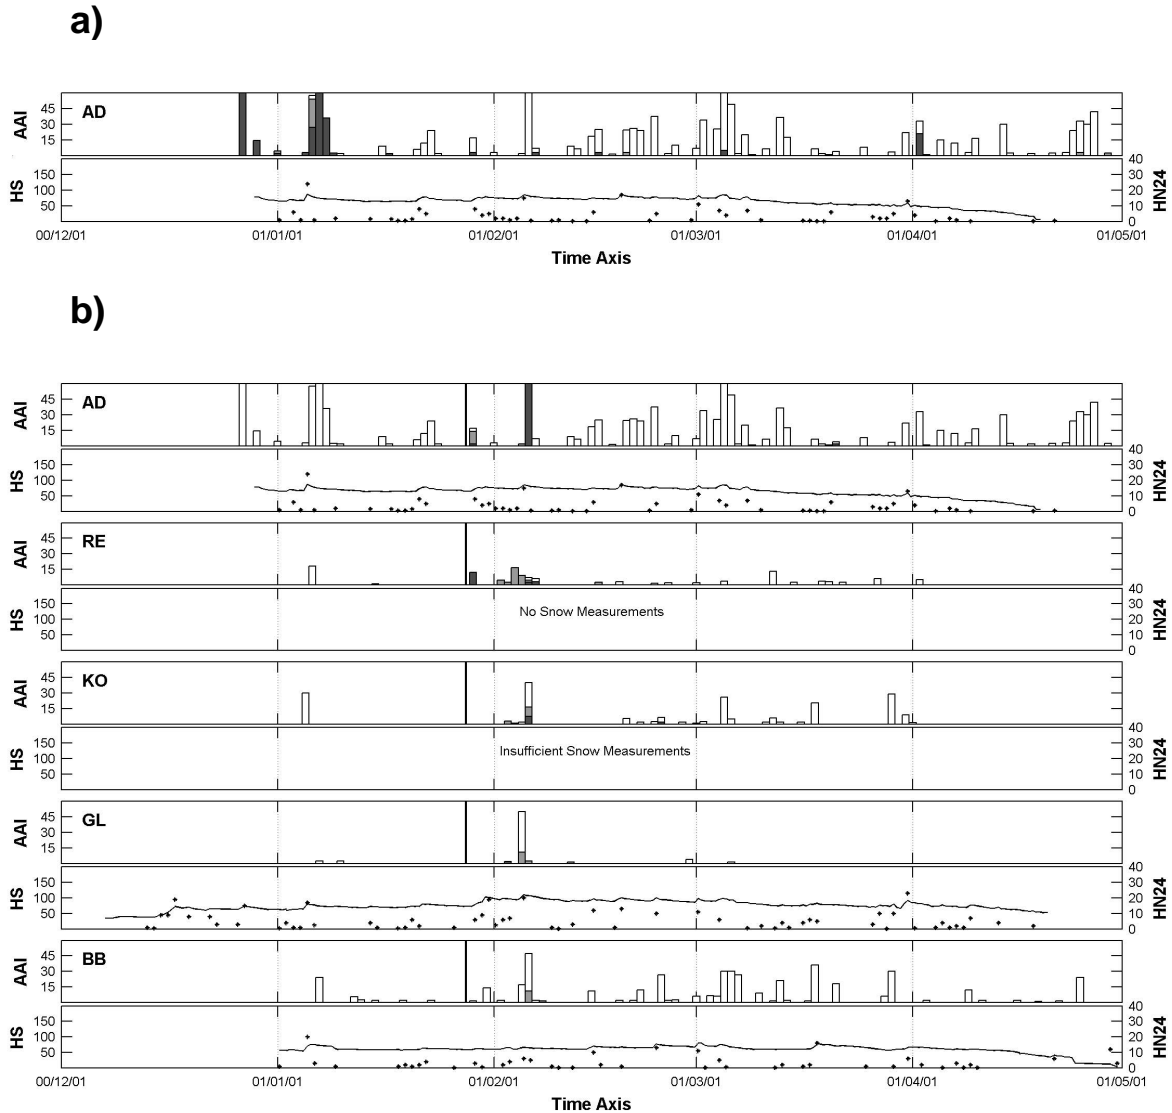 a)
AAI
45
30
15
AD
HS
150
100
50
40
30
20
10
0
HN24
00/12/01 01/01/01 01/02/01 01/03/01 01/04/01 01/05/01
Time Axis
b)
AAI
45
30
15
AD
HS
150
100
50
40
30
20
10
0
HN24
AAI
45
30
15
RE
HS
150
100
50
No Snow Measurements
40
30
20
10
0
HN24
AAI
45
30
15
KO
HS
150
100
50
Insufficient Snow Measurements
40
30
20
10
0
HN24
AAI
45
30
15
GL
HS
150
100
50
40
30
20
10
0
HN24
AAI
45
30
15
BB
HS
150
100
50
40
30
20
10
0
HN24
00/12/01 01/01/01 01/02/01 01/03/01 01/04/01 01/05/01
Time Axis